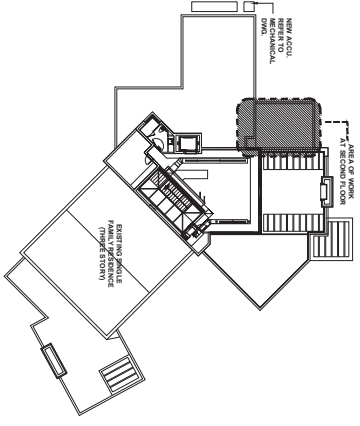 NEW ACCU.
REFER TO
MECHANICAL
DWG.
AREA OF WORK
AT SECOND FLOOR
EXISTING SINGLE
FAMILY RESIDENCE
(THREE STORY)